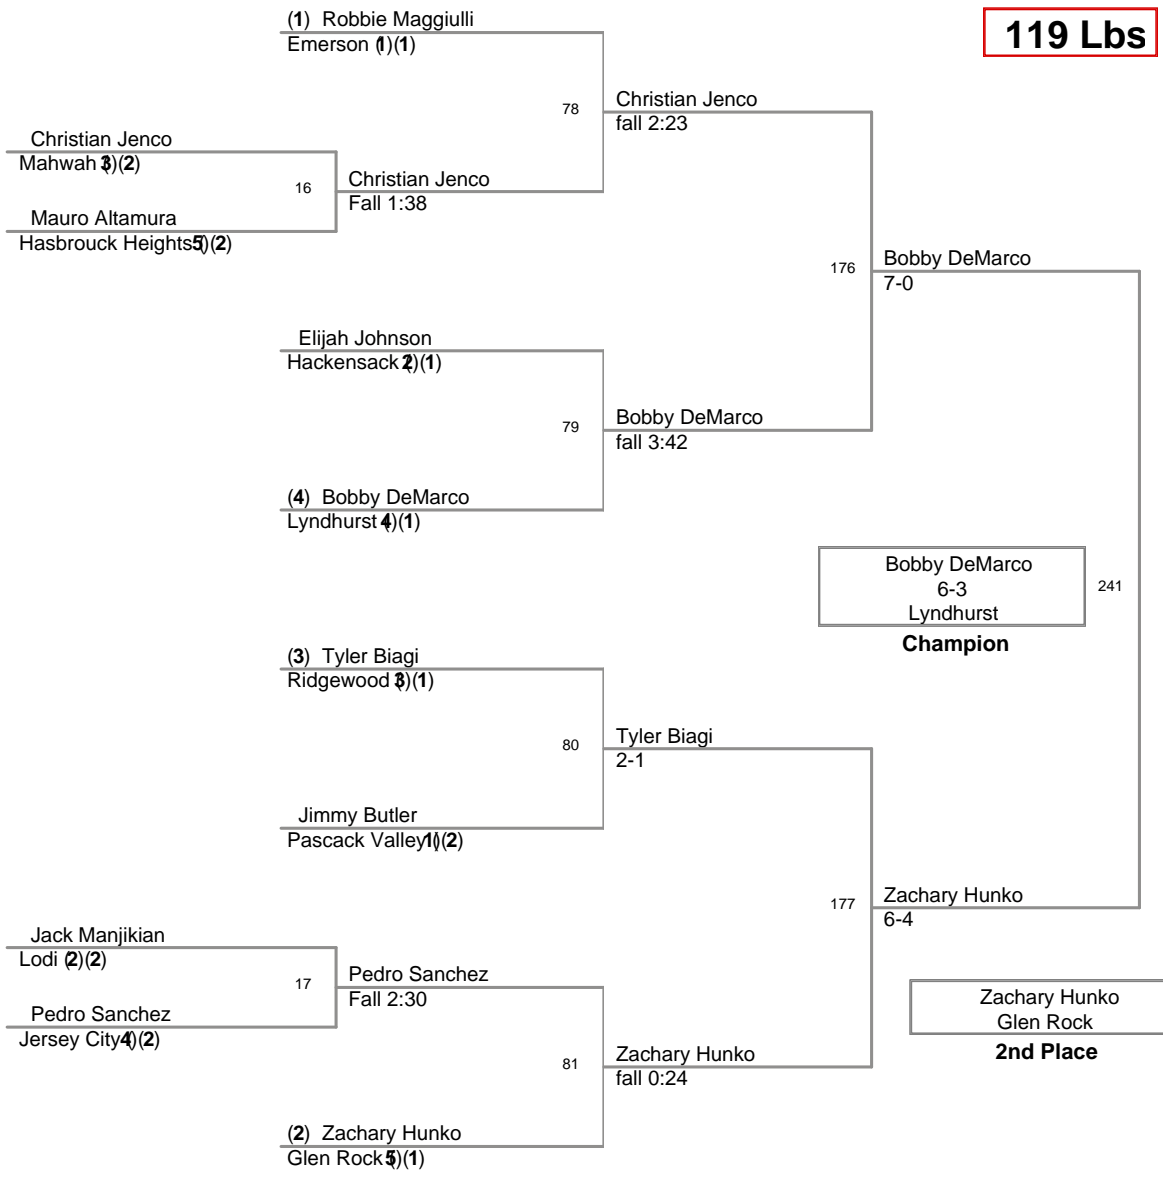 (1) Robbie Maggiulli
119 Lbs
Emerson (1)(1)
78
Christian Jenco
fall 2:23
Christian Jenco
Mahwah (3)(2)
16
Christian Jenco
Fall 1:38
Mauro Altamura
Hasbrouck Heights (5)(2)
176
Bobby DeMarco
7-0
Elijah Johnson
Hackensack (2)(1)
79
Bobby DeMarco
fall 3:42
(4) Bobby DeMarco
Lyndhurst (4)(1)
Bobby DeMarco
6-3
Lyndhurst
241
Champion
(3) Tyler Biagi
Ridgewood (3)(1)
80
Tyler Biagi
2-1
Jimmy Butler
Pascack Valley (1)(2)
177
Zachary Hunko
6-4
Jack Manjikian
Lodi (2)(2)
17
Pedro Sanchez
Fall 2:30
Pedro Sanchez
Jersey City (4)(2)
Zachary Hunko
Glen Rock
2nd Place
81
Zachary Hunko
fall 0:24
(2) Zachary Hunko
Glen Rock (5)(1)